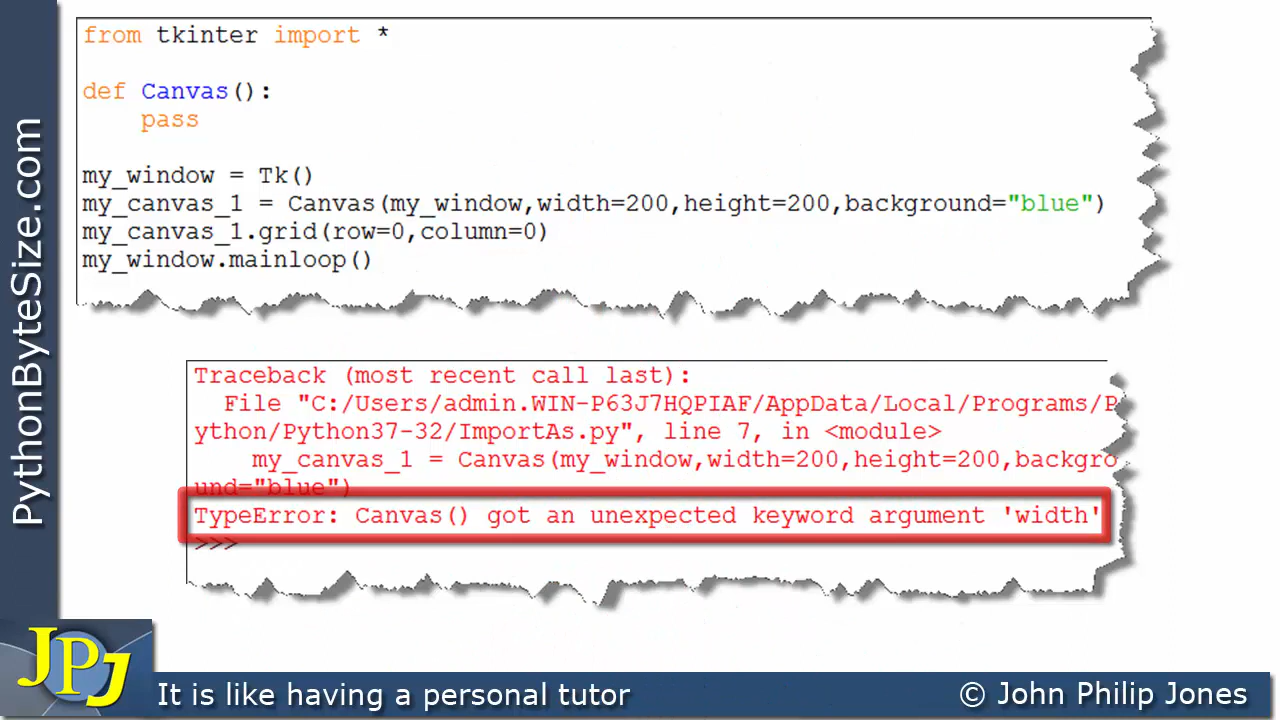 from tkinter import *
def Canvas():
    pass
my_window = Tk()
my_canvas_1 = Canvas(my_window,width=200,height=200,background="blue")
my_canvas_1.grid(row=0,column=0)
my_window.mainloop()
Traceback (most recent call last):
  File "C:/Users/admin.WIN-P63J7HQPIAF/AppData/Local/Programs/P
ython/Python37-32/ImportAs.py", line 7, in <module>
    my_canvas_1 = Canvas(my_window,width=200,height=200,backgro
und="blue")
TypeError: Canvas() got an unexpected keyword argument 'width'
>>>
PythonByteSize.com
JPJ
It is like having a personal tutor
© John Philip Jones